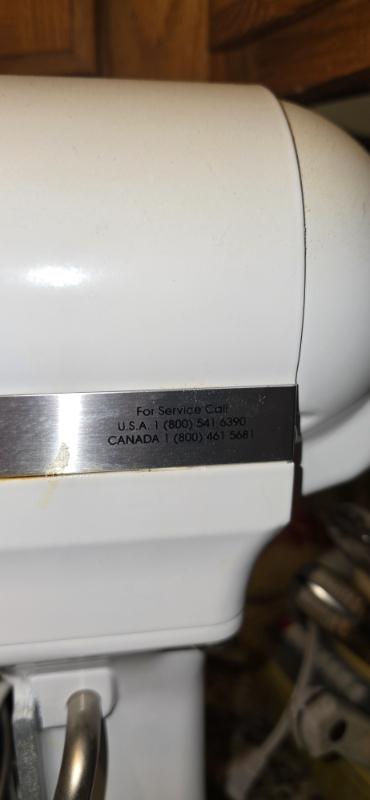 For Service Call
U.S.A. 1 (800) 541 6390
CANADA 1 (800) 461 5681